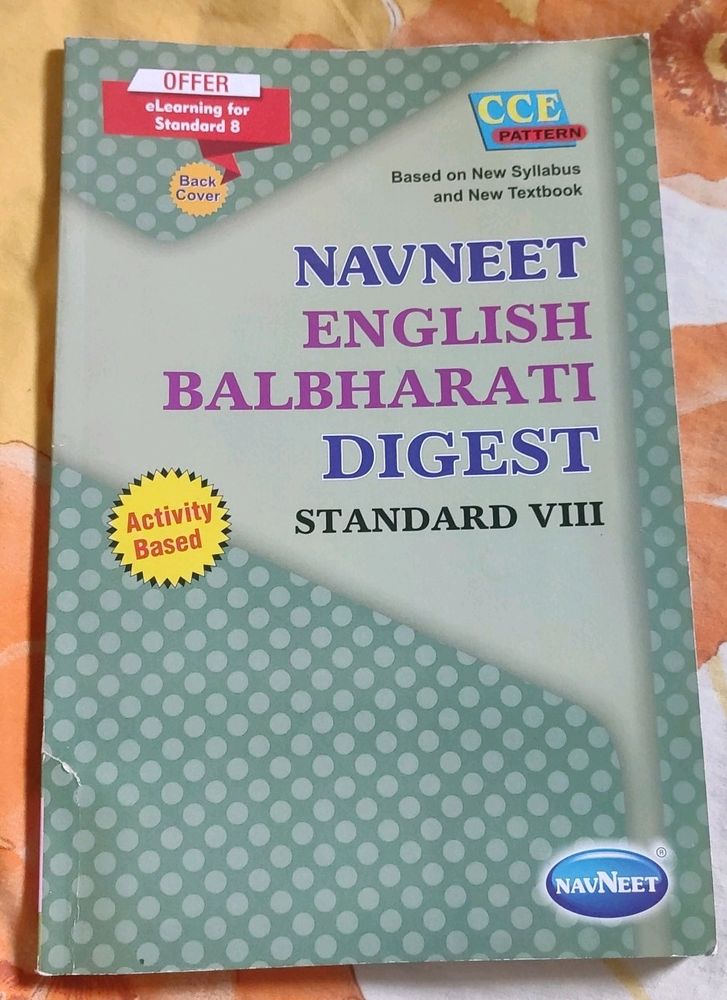 OFFER
eLearning for
Standard 8
Back
Cover
CCE
PATTERN
Based on New Syllabus
and New Textbook
NAVNEET
ENGLISH
BALBHARATI
DIGEST
STANDARD VIII
Activity
Based
NAVNEET
®